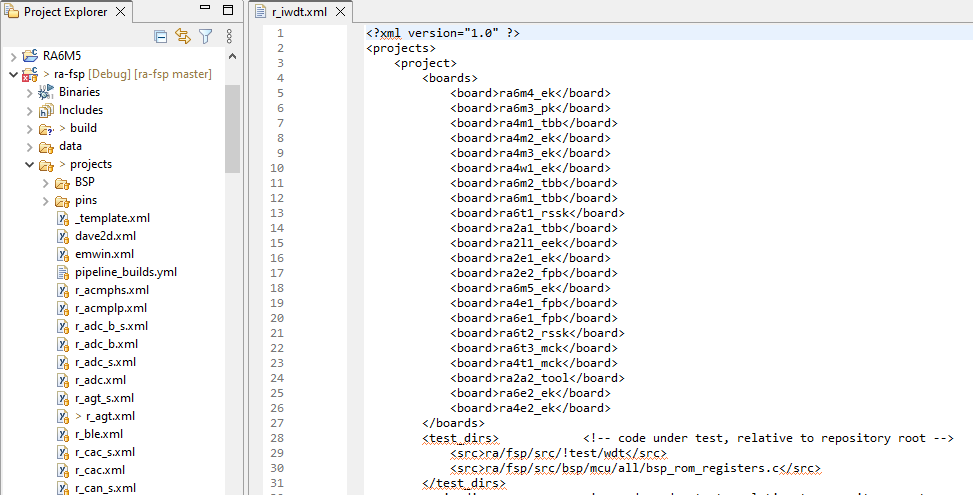 Project Explorer
RA6M5
> ra-fsp [Debug] [ra-fsp master]
Binaries
Includes
> build
data
> projects
BSP
pins
_template.xml
dave2d.xml
emwin.xml
pipeline_builds.yml
r_acmphs.xml
r_acmplp.xml
r_adc_b_s.xml
r_adc_b.xml
r_adc_s.xml
r_adc.xml
r_agt_s.xml
> r_agt.xml
r_ble.xml
r_cac_s.xml
r_cac.xml
r_can_s.xml
r_iwdt.xml
1 <?xml version="1.0" ?>
2 <projects>
3 <project>
4 <boards>
5 <board>ra6m4_ek</board>
6 <board>ra6m3_pk</board>
7 <board>ra4m1_tbb</board>
8 <board>ra4m2_ek</board>
9 <board>ra4m3_ek</board>
10 <board>ra4w1_ek</board>
11 <board>ra6m2_tbb</board>
12 <board>ra6m1_tbb</board>
13 <board>ra6t1_rssk</board>
14 <board>ra2a1_tbb</board>
15 <board>ra2l1_eek</board>
16 <board>ra2e1_ek</board>
17 <board>ra2e2_fpb</board>
18 <board>ra6m5_ek</board>
19 <board>ra4e1_fpb</board>
20 <board>ra6e1_fpb</board>
21 <board>ra6t2_rssk</board>
22 <board>ra6t3_mck</board>
23 <board>ra4t1_mck</board>
24 <board>ra2a2_tool</board>
25 <board>ra6e2_ek</board>
26 <board>ra4e2_ek</board>
27 </boards>
28 <test_dirs> <!-- code under test, relative to repository root -->
29 <src>ra/fsp/src/!test/wdt</src>
30 <src>ra/fsp/src/bsp/mcu/all/bsp_rom_registers.c</src>
31 </test_dirs>